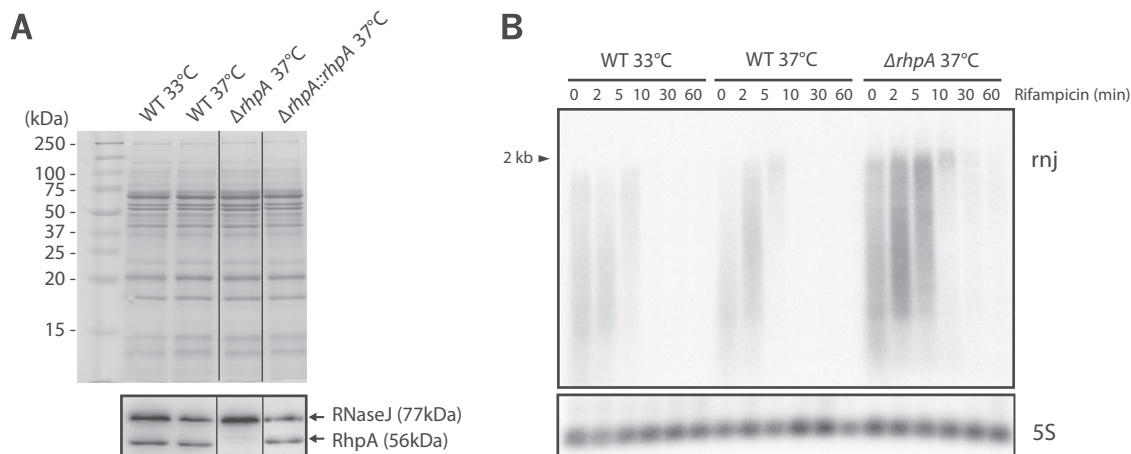 A
WT 33°C
WT 37°C
ΔrhpA 37°C
ΔrhpA::rhpA 37°C
(kDa)
250 -
100 -
75 -
50 -
37 -
25 -
20 -
15 -
RNaseJ (77kDa)
RhpA (56kDa)
B
WT 33°C WT 37°C ΔrhpA 37°C
0 2 5 10 30 60 0 2 5 10 30 60 0 2 5 10 30 60 Rifampicin (min)
2 kb
rnj
5S